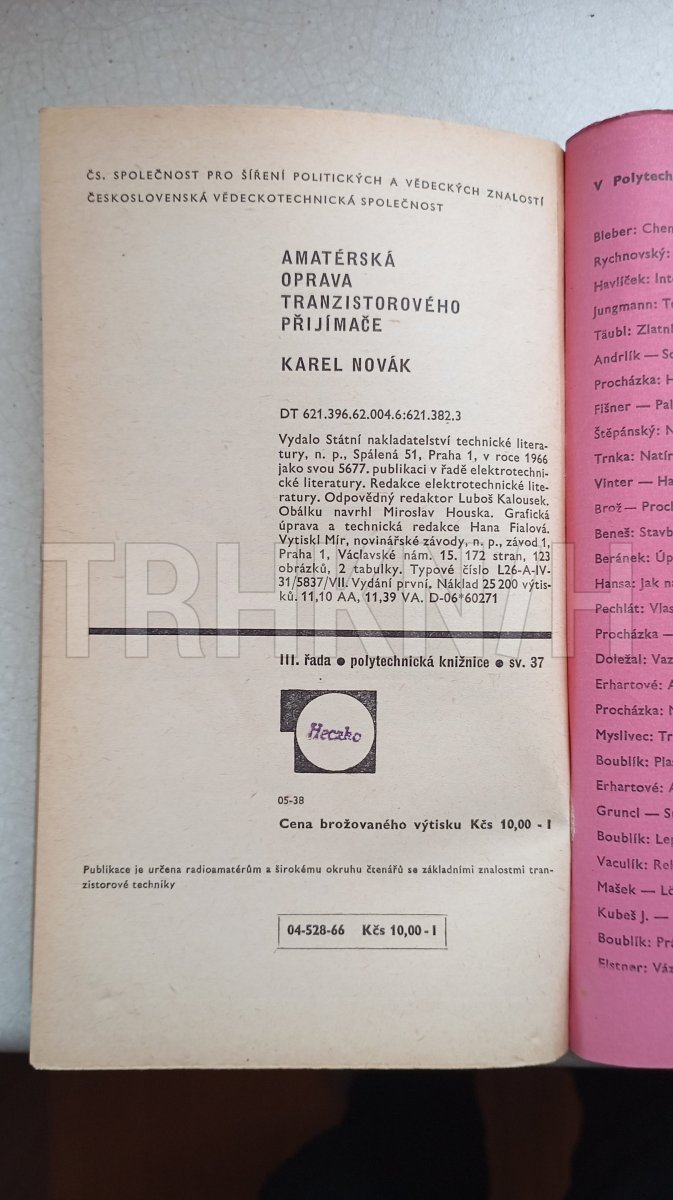 ČS. SPOLEČNOST PRO ŠÍŘENÍ POLITICKÝCH A VĚDECKÝCH ZNALOSTÍ
ČESKOSLOVENSKÁ VĚDECKOTECHNICKÁ SPOLEČNOST
AMATÉRSKÁ
OPRAVA
TRANZISTOROVÉHO
PŘIJÍMAČE
KAREL NOVÁK
DT 621.396.62.004.6:621.382.3
Vydalo Státní nakladatelství technické litera-
tury, n. p., Spálená 51, Praha 1, v roce 1966
jako svou 5677. publikaci v řadě elektrotechni-
cké literatury. Redakce elektrotechnické lite-
ratury. Odpovědný redaktor Luboš Kalousek.
Obálku navrhl Miroslav Houska. Grafická
úprava a technická redakce Hana Fialová.
Vytiskl Mír, novinářské závody, n. p., závod 1,
Praha 1, Václavské nám. 15. 172 stran, 123
obrázků, 2 tabulky. Typové číslo L26-A-IV-
31/5837/VII. Vydání první. Náklad 25 200 výtis-
ků. 11,10 AA, 11,39 VA. D-06*60271
III. řada ● polytechnická knižnice ● sv. 37
Heczko
05-38
Cena brožovaného výtisku Kčs 10,00 - I
Publikace je určena radioamatérům a širokému okruhu čtenářů se základními znalostmi tran-
zistorové techniky
04-528-66 Kčs 10,00 - I
V Polytech
Bleber: Chem
Rychnovský:
Havlíček: Int
Jungmann: 
Täubl: Zlatn
Andrlík —
Procházka:
Fišner — Pal
Štěpánský:
Trnka: Natír
Vinter — Ha
Brož — Proch
Beneš: Stavb
Beránek: Úp
Hansa: Jak n
Pechlát: Vlas
Procházka —
Doležal: Vaz
Erhartové:
Procházka:
Myslivec: Tr
Boublík: Pla
Erhartové:
Gruncl —
Boublík: Lep
Vaculík: Rel
Mašek — Lö
Kubeš J. —
Boublík: Pr
Elstner: Váz